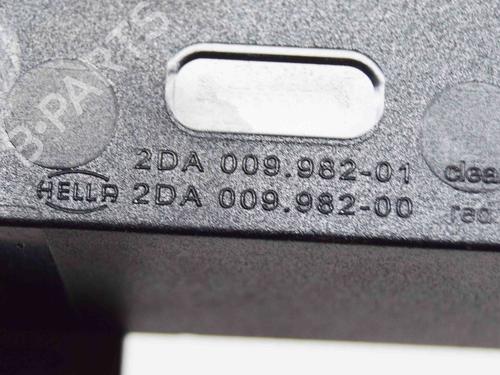 B-PARTS
2DA 009.982-01
HELLA 2DA 009.982-00
clea
rad